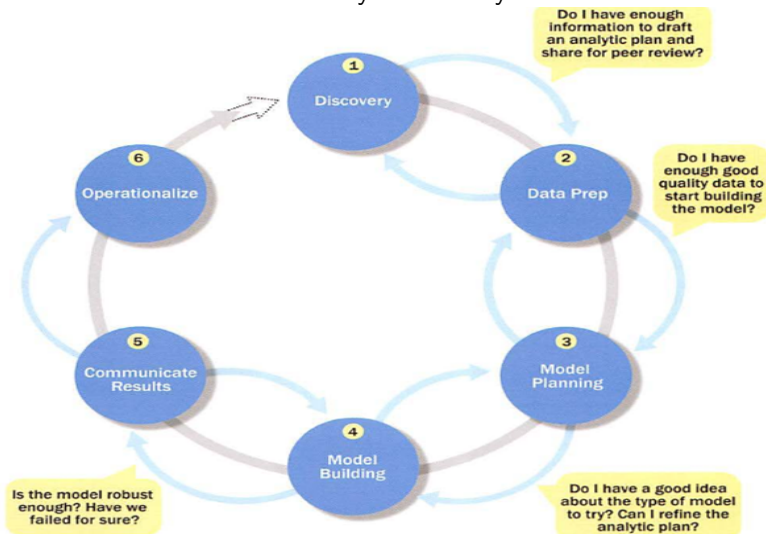 Do I have enough
information to draft
an analytic plan and
share for peer review?
1
Discovery
6
Operationalize
2
Data Prep
Do I have
enough good
quality data to
start building
the model?
5
Communicate
Results
3
Model
Planning
4
Model
Building
Is the model robust
enough? Have we
failed for sure?
Do I have a good idea
about the type of model
to try? Can I refine the
analytic plan?